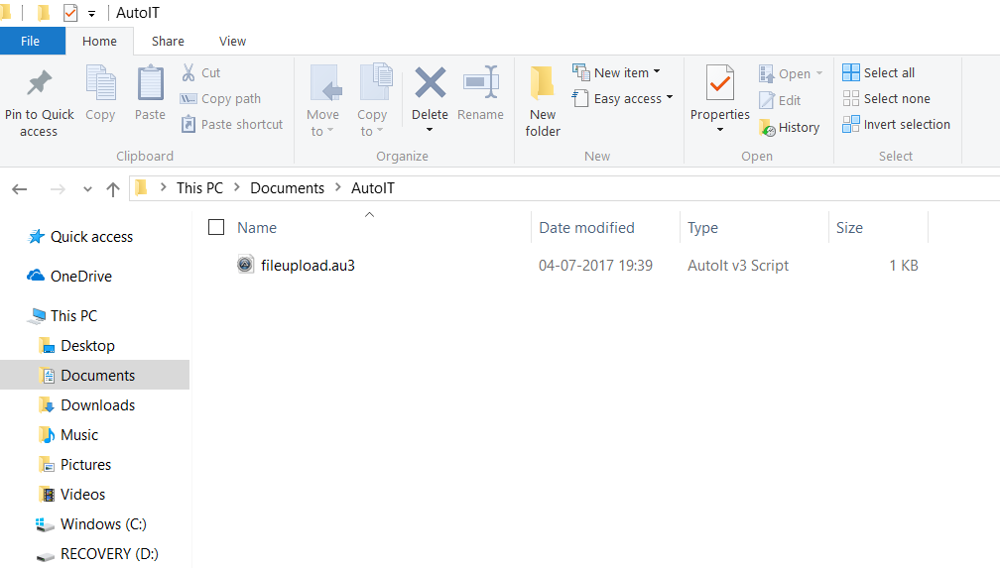 AutoIT
File Home Share View
Pin to Quick access
Copy
Paste
Cut
Copy path
Paste shortcut
Clipboard
Move to
Copy to
Delete
Rename
Organize
New folder
New item
Easy access
New
Properties
Open
Edit
History
Open
Select all
Select none
Invert selection
Select
This PC > Documents > AutoIT
Name Date modified Type Size
fileupload.au3 04-07-2017 19:39 AutoIt v3 Script 1 KB
Quick access
OneDrive
This PC
Desktop
Documents
Downloads
Music
Pictures
Videos
Windows (C:)
RECOVERY (D:)